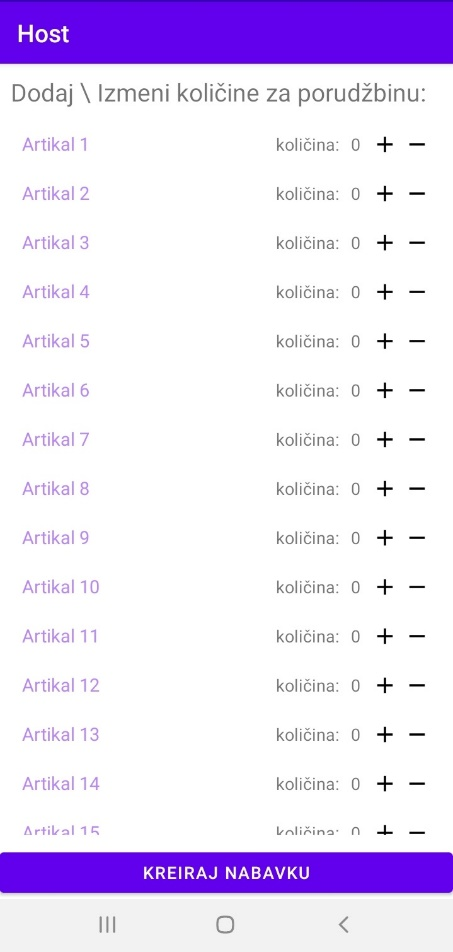 Host
Dodaj \ Izmeni količine za porudžbinu:
Artikal 1 količina: 0 + −
Artikal 2 količina: 0 + −
Artikal 3 količina: 0 + −
Artikal 4 količina: 0 + −
Artikal 5 količina: 0 + −
Artikal 6 količina: 0 + −
Artikal 7 količina: 0 + −
Artikal 8 količina: 0 + −
Artikal 9 količina: 0 + −
Artikal 10 količina: 0 + −
Artikal 11 količina: 0 + −
Artikal 12 količina: 0 + −
Artikal 13 količina: 0 + −
Artikal 14 količina: 0 + −
Artikal 15 količina: 0 + −
KREIRAJ NABAVKU